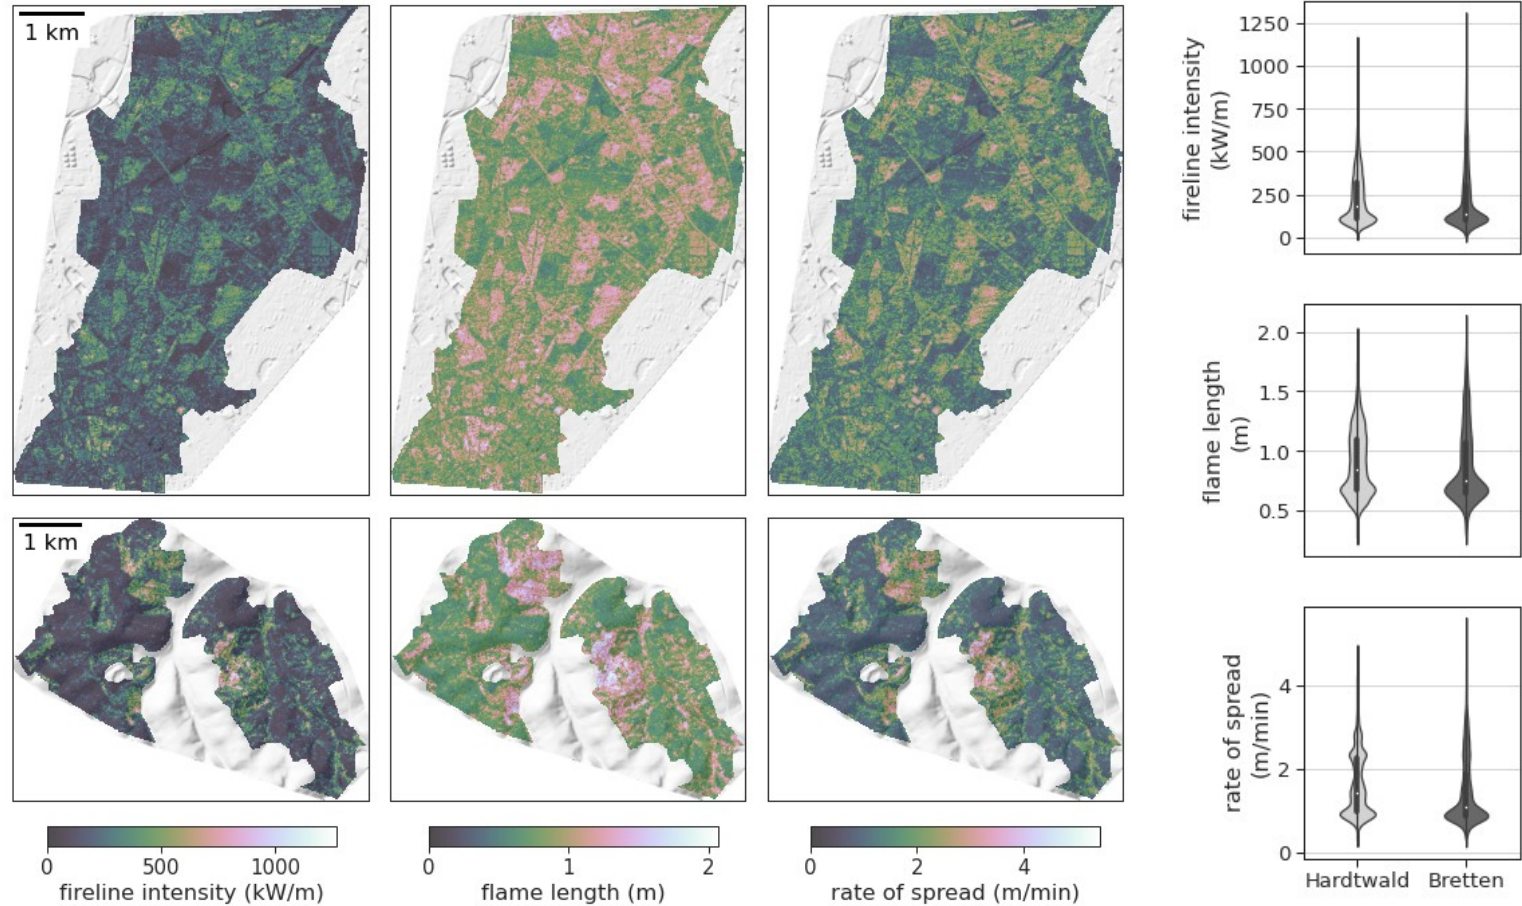 1 km
1 km
0
500
1000
fireline intensity (kW/m)
0
1
2
flame length (m)
0
2
4
rate of spread (m/min)
fireline intensity
(kW/m)
1250
1000
750
500
250
0
flame length
(m)
2.0
1.5
1.0
0.5
rate of spread
(m/min)
4
2
0
Hardtwald
Bretten